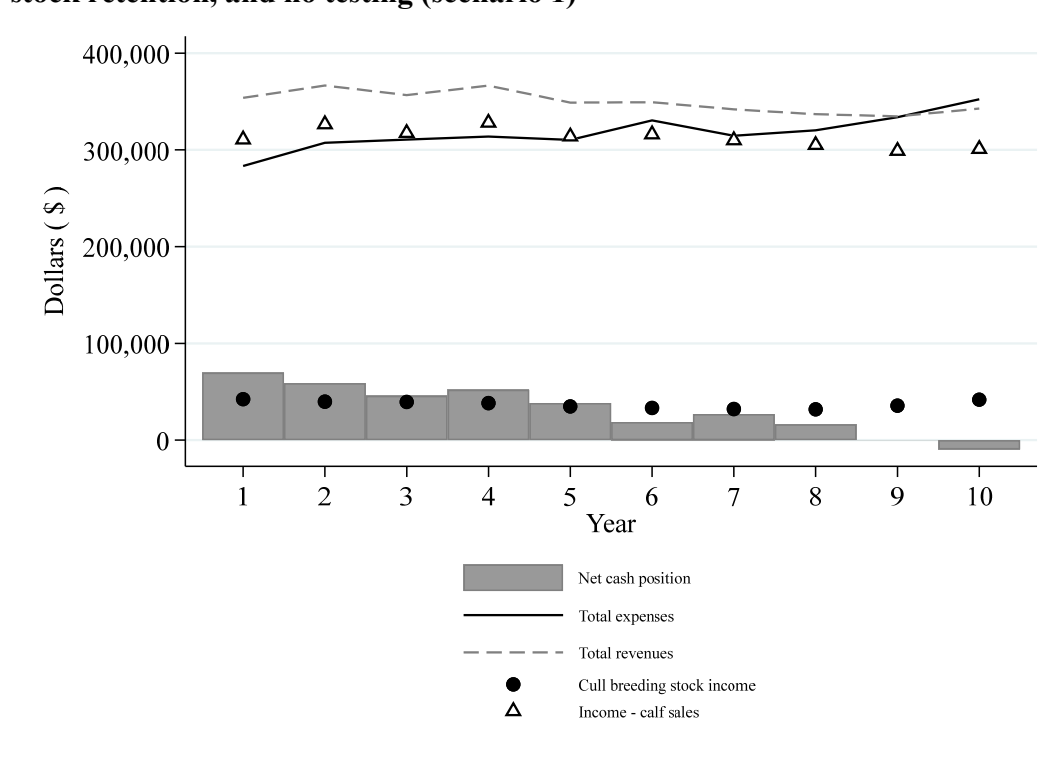 stock retention, and no testing (scenario 1)
400,000
300,000
200,000
100,000
0
Dollars ( $ )
1 2 3 4 5 6 7 8 9 10
Year
Net cash position
Total expenses
Total revenues
Cull breeding stock income
Income - calf sales